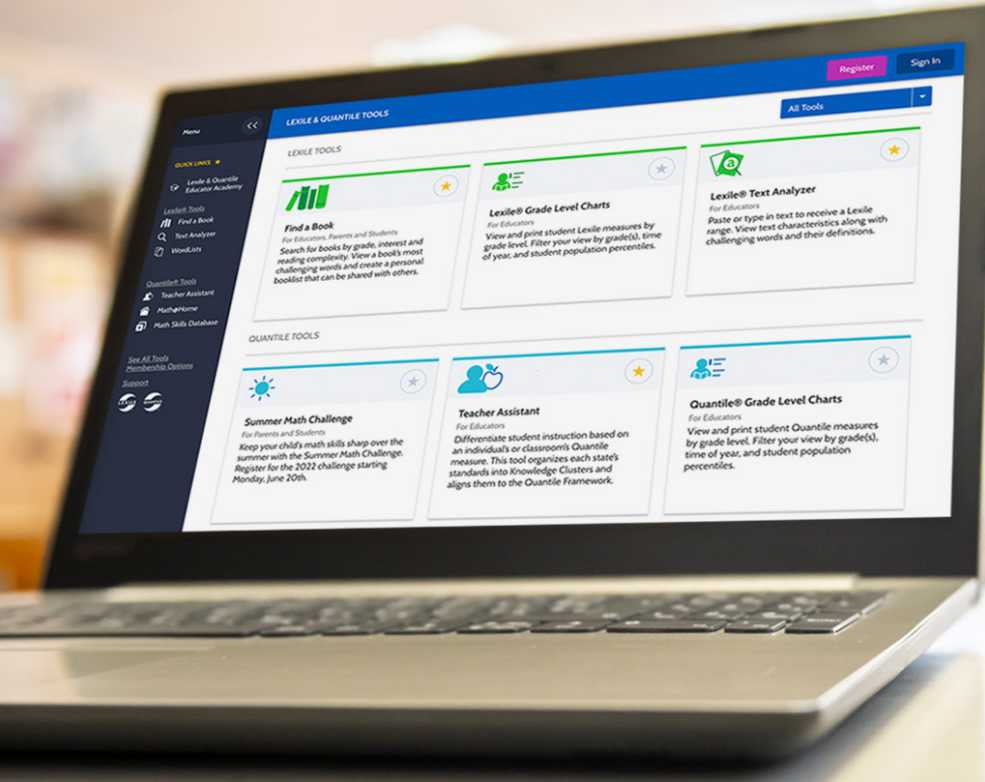 Register
Sign In
Menu
LEXILE & QUANTILE TOOLS
All Tools
QUICK LINKS
Lexile & Quantile
Educator Academy
Lexile® Tools
Find a Book
Text Analyzer
WordLists
Quantile® Tools
Teacher Assistant
Math@Home
Math Skills Database
See All Tools
Membership Options
Support
LEXILE TOOLS
Find a Book
For Educators, Parents and Students
Search for books by grade, interest and
reading complexity. View a book's most
challenging words and create a personal
booklist that can be shared with others.
Lexile® Grade Level Charts
For Educators
View and print student Lexile measures by
grade level. Filter your view by grade(s), time
of year, and student population percentiles.
a
Lexile® Text Analyzer
For Educators
Paste or type in text to receive a Lexile
range. View text characteristics along with
challenging words and their definitions.
QUANTILE TOOLS
Summer Math Challenge
For Parents and Students
Keep your child's math skills sharp over the
summer with the Summer Math Challenge.
Register for the 2022 challenge starting
Monday, June 20th.
Teacher Assistant
For Educators
Differentiate student instruction based on
an individual's or classroom's Quantile
measure. This tool organizes each state's
standards into Knowledge Clusters and
aligns them to the Quantile Framework.
Quantile® Grade Level Charts
For Educators
View and print student Quantile measures
by grade level. Filter your view by grade(s),
time of year, and student population
percentiles.